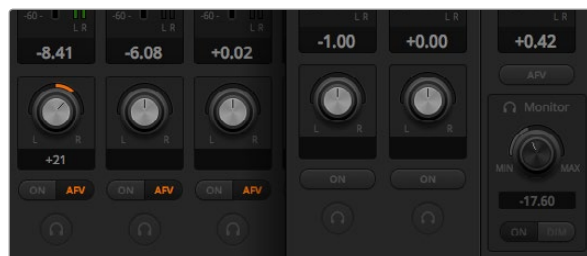 -60 - -60 - -60 -
L R L R L R L R L R
-8.41 -6.08 +0.02 -1.00 +0.00 +0.42
AFV
Monitor
L R L R L R L R L R
MIN MAX
+21
ON AFV ON AFV ON AFV ON ON
-17.60
ON DIM